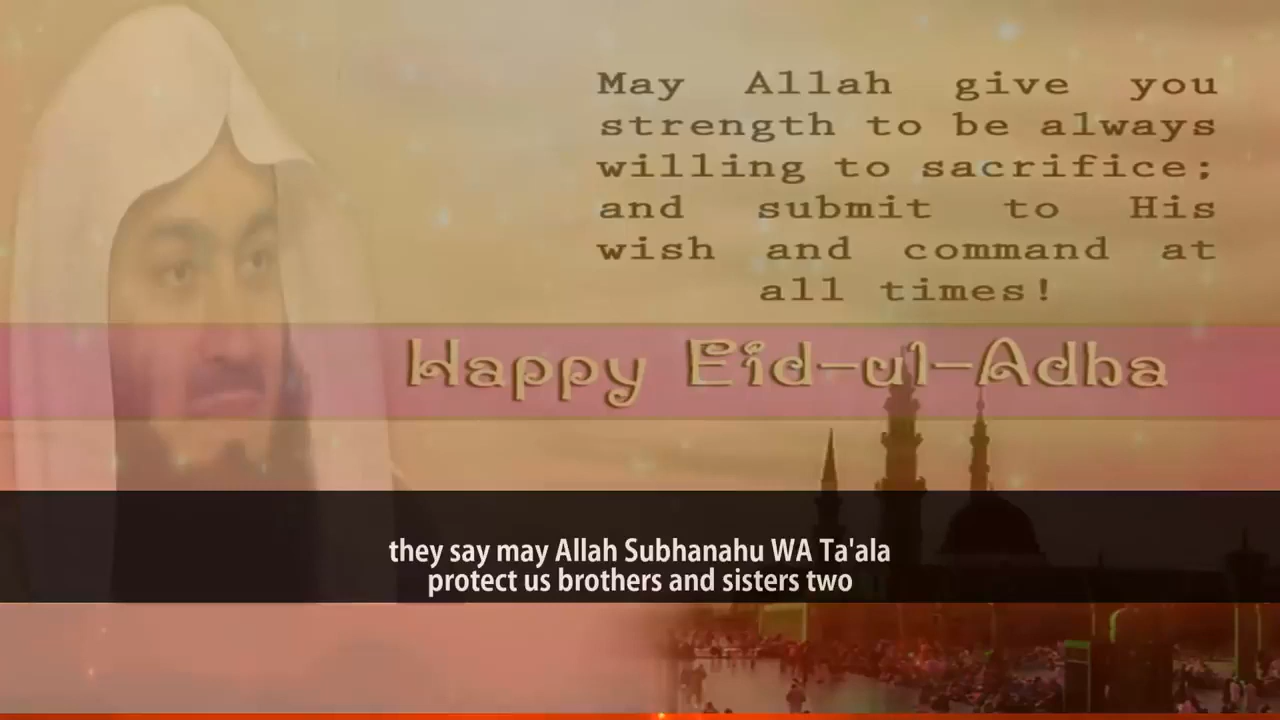 May Allah give you
strength to be always
willing to sacrifice;
and submit to His
wish and command at
all times!
Happy Eid-ul-Adha
they say may Allah Subhanahu WA Ta'ala
protect us brothers and sisters two